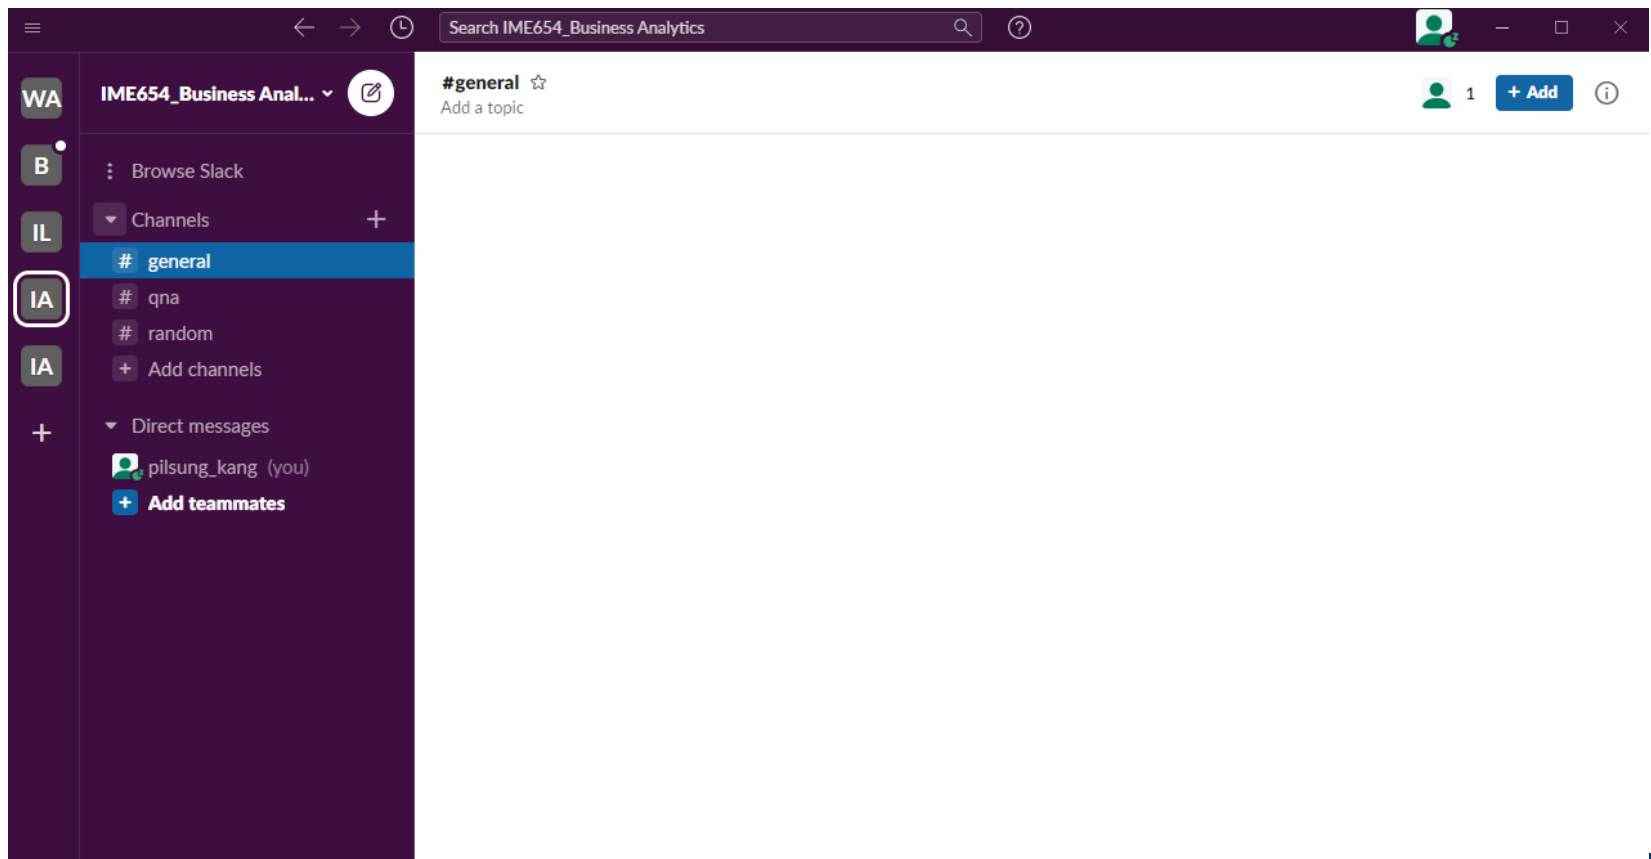 Search IME654_Business Analytics
WA
B
IL
IA
IA
IME654_Business Anal...
Browse Slack
Channels
# general
# qna
# random
+ Add channels
Direct messages
pilsung_kang (you)
+ Add teammates
#general
Add a topic
1
+ Add